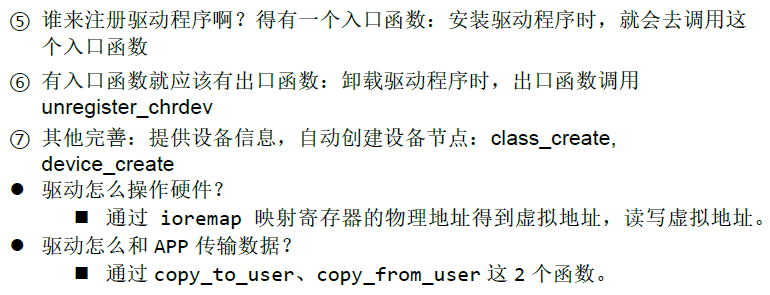 ⑤ 谁来注册驱动程序啊？得有一个入口函数：安装驱动程序时，就会去调用这
个入口函数
⑥ 有入口函数就应该有出口函数：卸载驱动程序时，出口函数调用
unregister_chrdev
⑦ 其他完善：提供设备信息，自动创建设备节点：class_create,
device_create
● 驱动怎么操作硬件？
■ 通过 ioremap 映射寄存器的物理地址得到虚拟地址，读写虚拟地址。
● 驱动怎么和 APP 传输数据？
■ 通过 copy_to_user、copy_from_user 这 2 个函数。